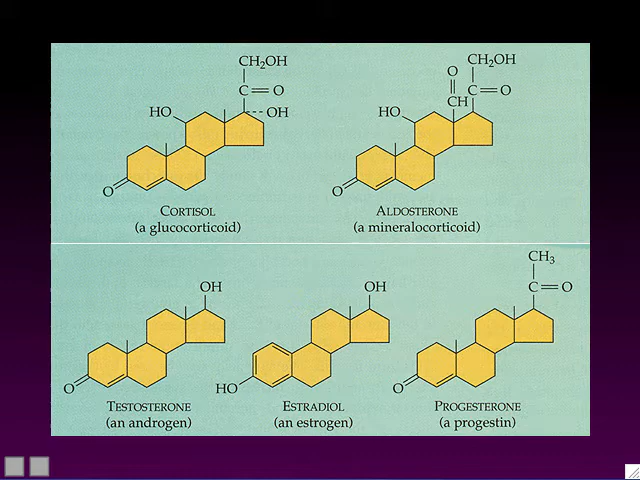 CH₂OH
C=O
HO
OH
O
CORTISOL
(a glucocorticoid)
CH₂OH
O
C=O
CH
HO
O
ALDOSTERONE
(a mineralocorticoid)
OH
O
TESTOSTERONE
(an androgen)
OH
HO
ESTRADIOL
(an estrogen)
CH₃
C=O
O
PROGESTERONE
(a progestin)